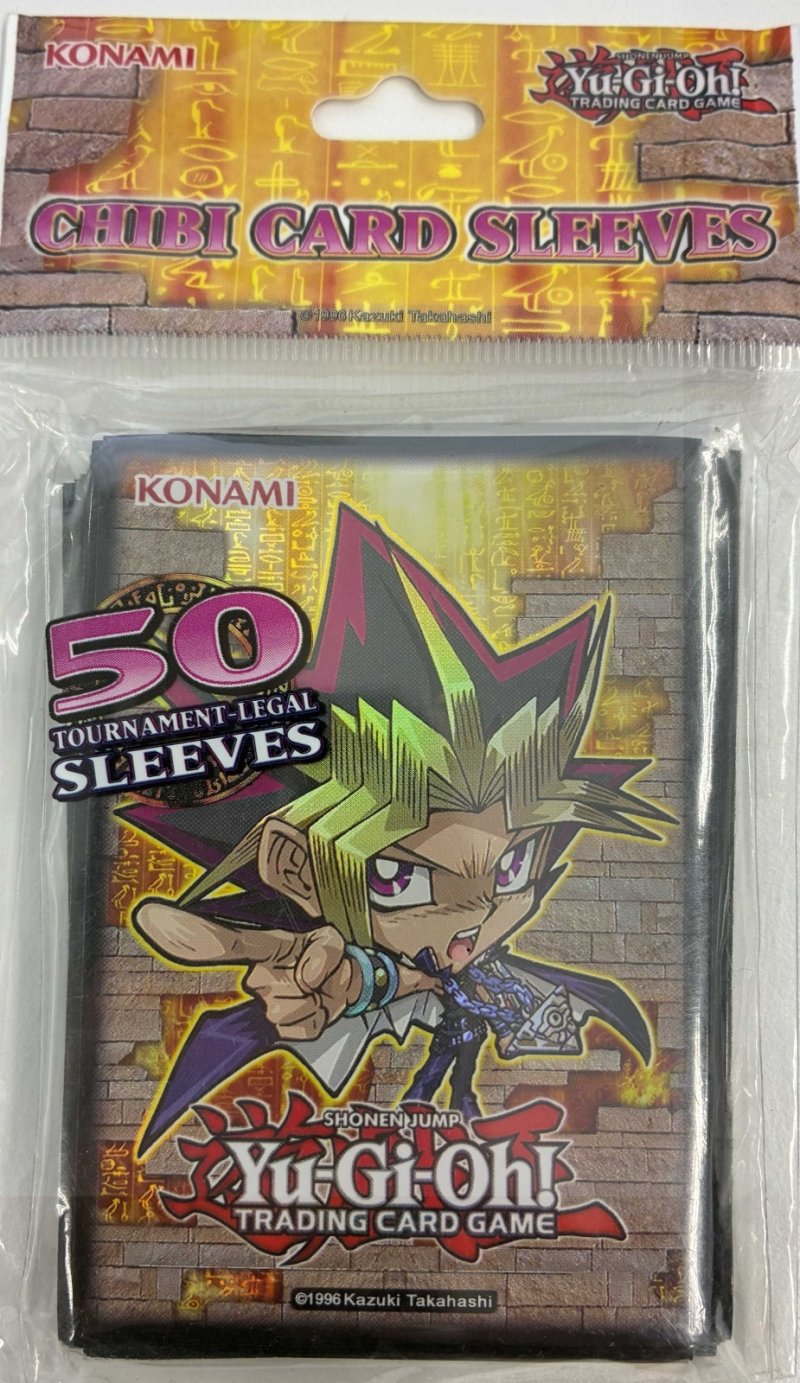 KONAMI
SHONEN JUMP
Yu-Gi-Oh!
TRADING CARD GAME
CHIBI CARD SLEEVES
©1996 Kazuki Takahashi
KONAMI
50
TOURNAMENT-LEGAL
SLEEVES
SHONEN JUMP
Yu-Gi-Oh!
TRADING CARD GAME
©1996 Kazuki Takahashi